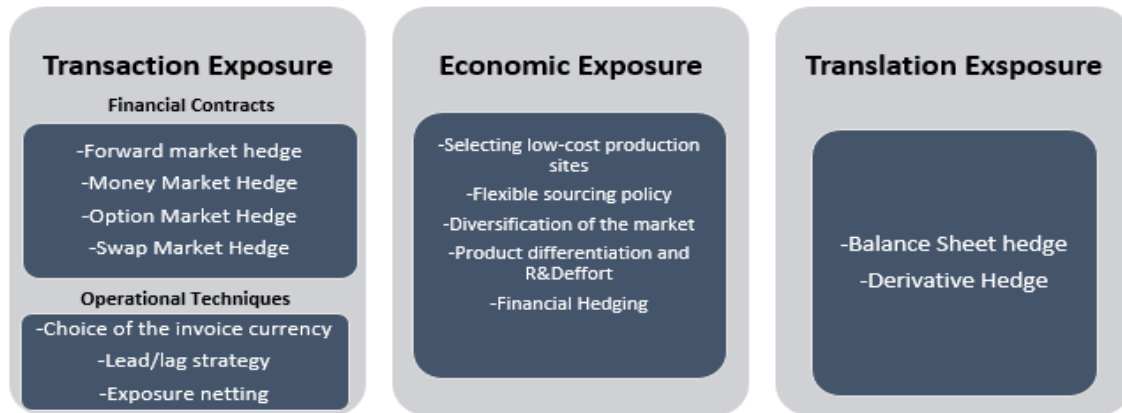 Transaction Exposure
Financial Contracts
-Forward market hedge
-Money Market Hedge
-Option Market Hedge
-Swap Market Hedge
Operational Techniques
-Choice of the invoice currency
-Lead/lag strategy
-Exposure netting
Economic Exposure
-Selecting low-cost production
sites
-Flexible sourcing policy
-Diversification of the market
-Product differentiation and
R&Deffort
-Financial Hedging
Translation Exsposure
-Balance Sheet hedge
-Derivative Hedge